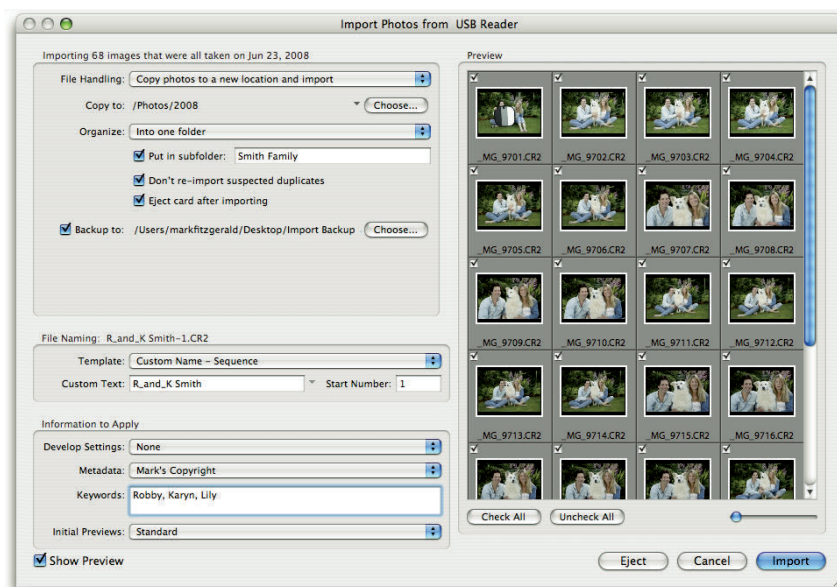 Import Photos from USB Reader
Importing 68 images that were all taken on Jun 23, 2008
File Handling: Copy photos to a new location and import
Copy to: /Photos/2008 Choose...
Organize: Into one folder
Put in subfolder: Smith Family
Don't re-import suspected duplicates
Eject card after importing
Backup to: /Users/markfitzgerald/Desktop/Import Backup Choose...
File Naming: R_and_K Smith-1.CR2
Template: Custom Name - Sequence
Custom Text: R_and_K Smith Start Number: 1
Information to Apply
Develop Settings: None
Metadata: Mark's Copyright
Keywords: Robby, Karyn, Lily
Initial Previews: Standard
Show Preview
Preview
_MG_9701.CR2 _MG_9702.CR2 _MG_9703.CR2 _MG_9704.CR2
_MG_9705.CR2 _MG_9706.CR2 _MG_9707.CR2 _MG_9708.CR2
_MG_9709.CR2 _MG_9710.CR2 _MG_9711.CR2 _MG_9712.CR2
_MG_9713.CR2 _MG_9714.CR2 _MG_9715.CR2 _MG_9716.CR2
Check All Uncheck All
Eject Cancel Import